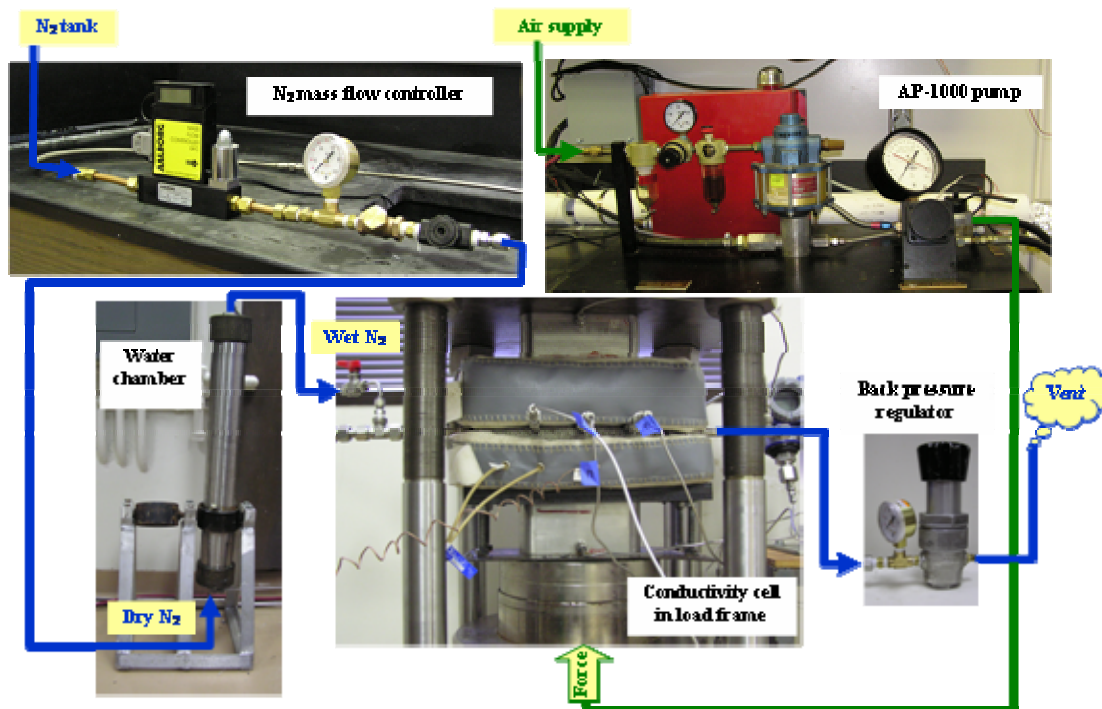 N₂ tank
Air supply
N₂ mass flow controller
AP-1000 pump
AALBORG
Wet N₂
Water
chamber
Back pressure
regulator
Vent
Conductivity cell
in load frame
Dry N₂
Force